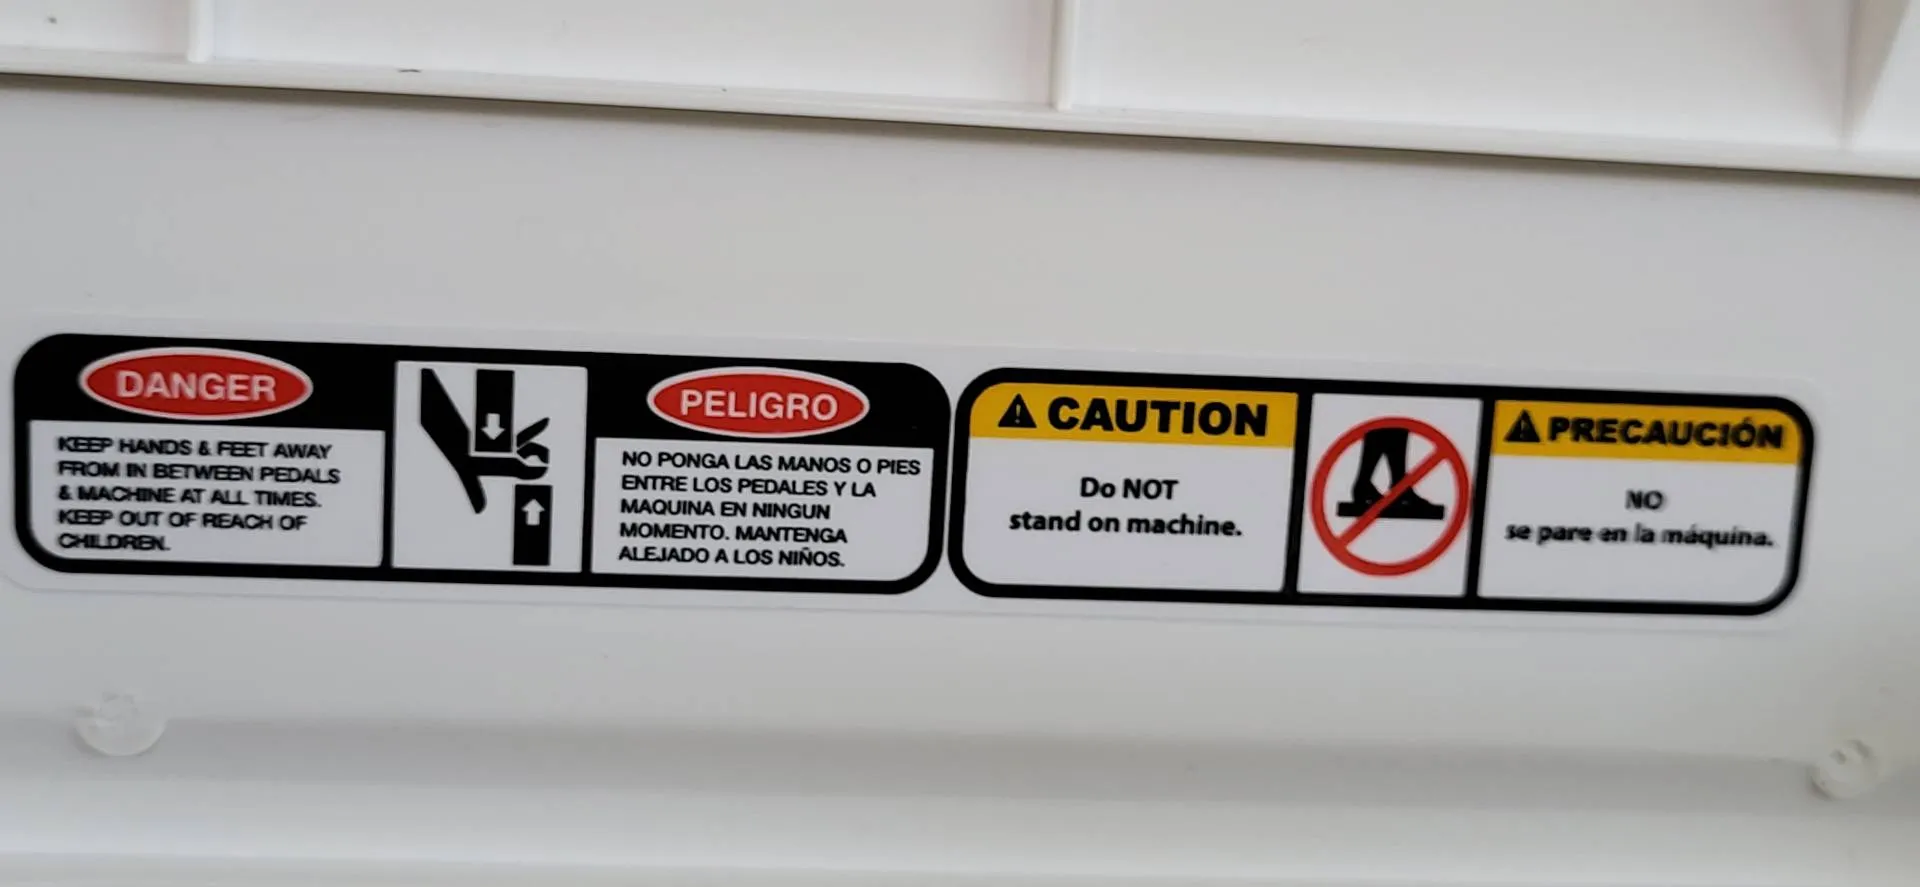 DANGER
KEEP HANDS & FEET AWAY
FROM IN BETWEEN PEDALS
& MACHINE AT ALL TIMES.
KEEP OUT OF REACH OF
CHILDREN.
PELIGRO
NO PONGA LAS MANOS O PIES
ENTRE LOS PEDALES Y LA
MAQUINA EN NINGUN
MOMENTO. MANTENGA
ALEJADO A LOS NIÑOS.
CAUTION
Do NOT
stand on machine.
PRECAUCIÓN
NO
se pare en la máquina.